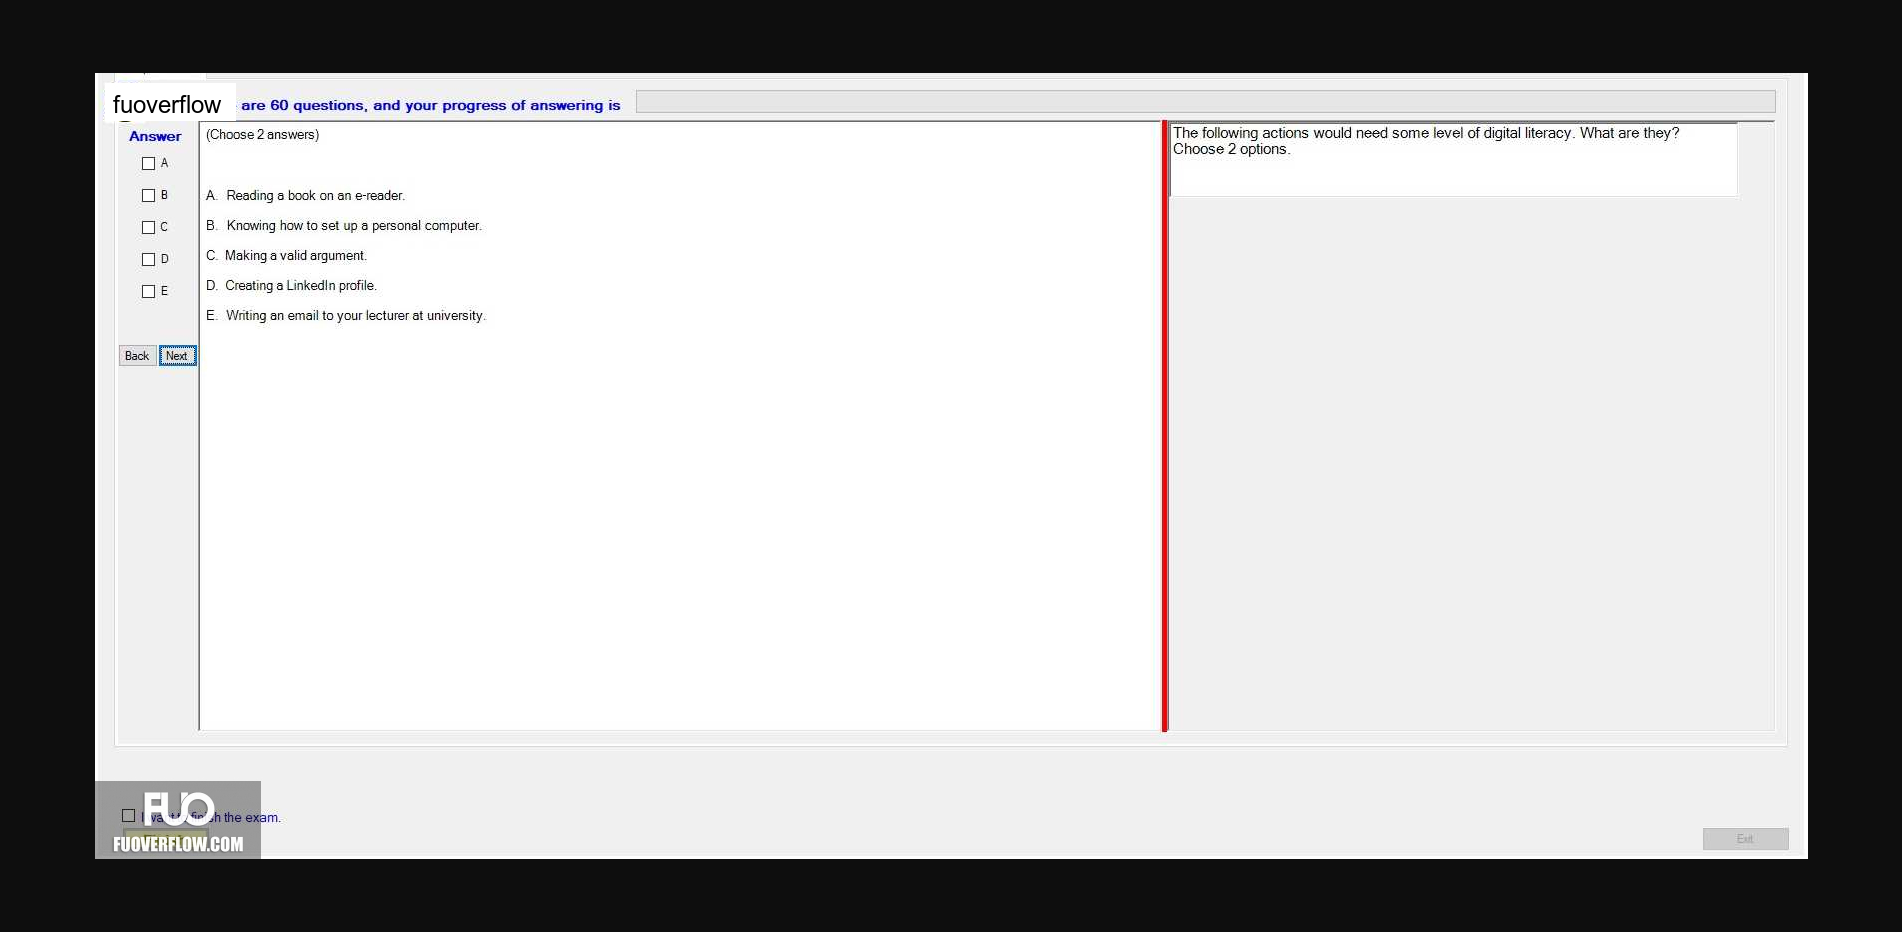 fuoverflow
are 60 questions, and your progress of answering is
Answer
A
B
C
D
E
Back Next
(Choose 2 answers)
A. Reading a book on an e-reader.
B. Knowing how to set up a personal computer.
C. Making a valid argument.
D. Creating a LinkedIn profile.
E. Writing an email to your lecturer at university.
The following actions would need some level of digital literacy. What are they?
Choose 2 options.
I want to finish the exam.
FUO
FUOVERFLOW.COM
Exit